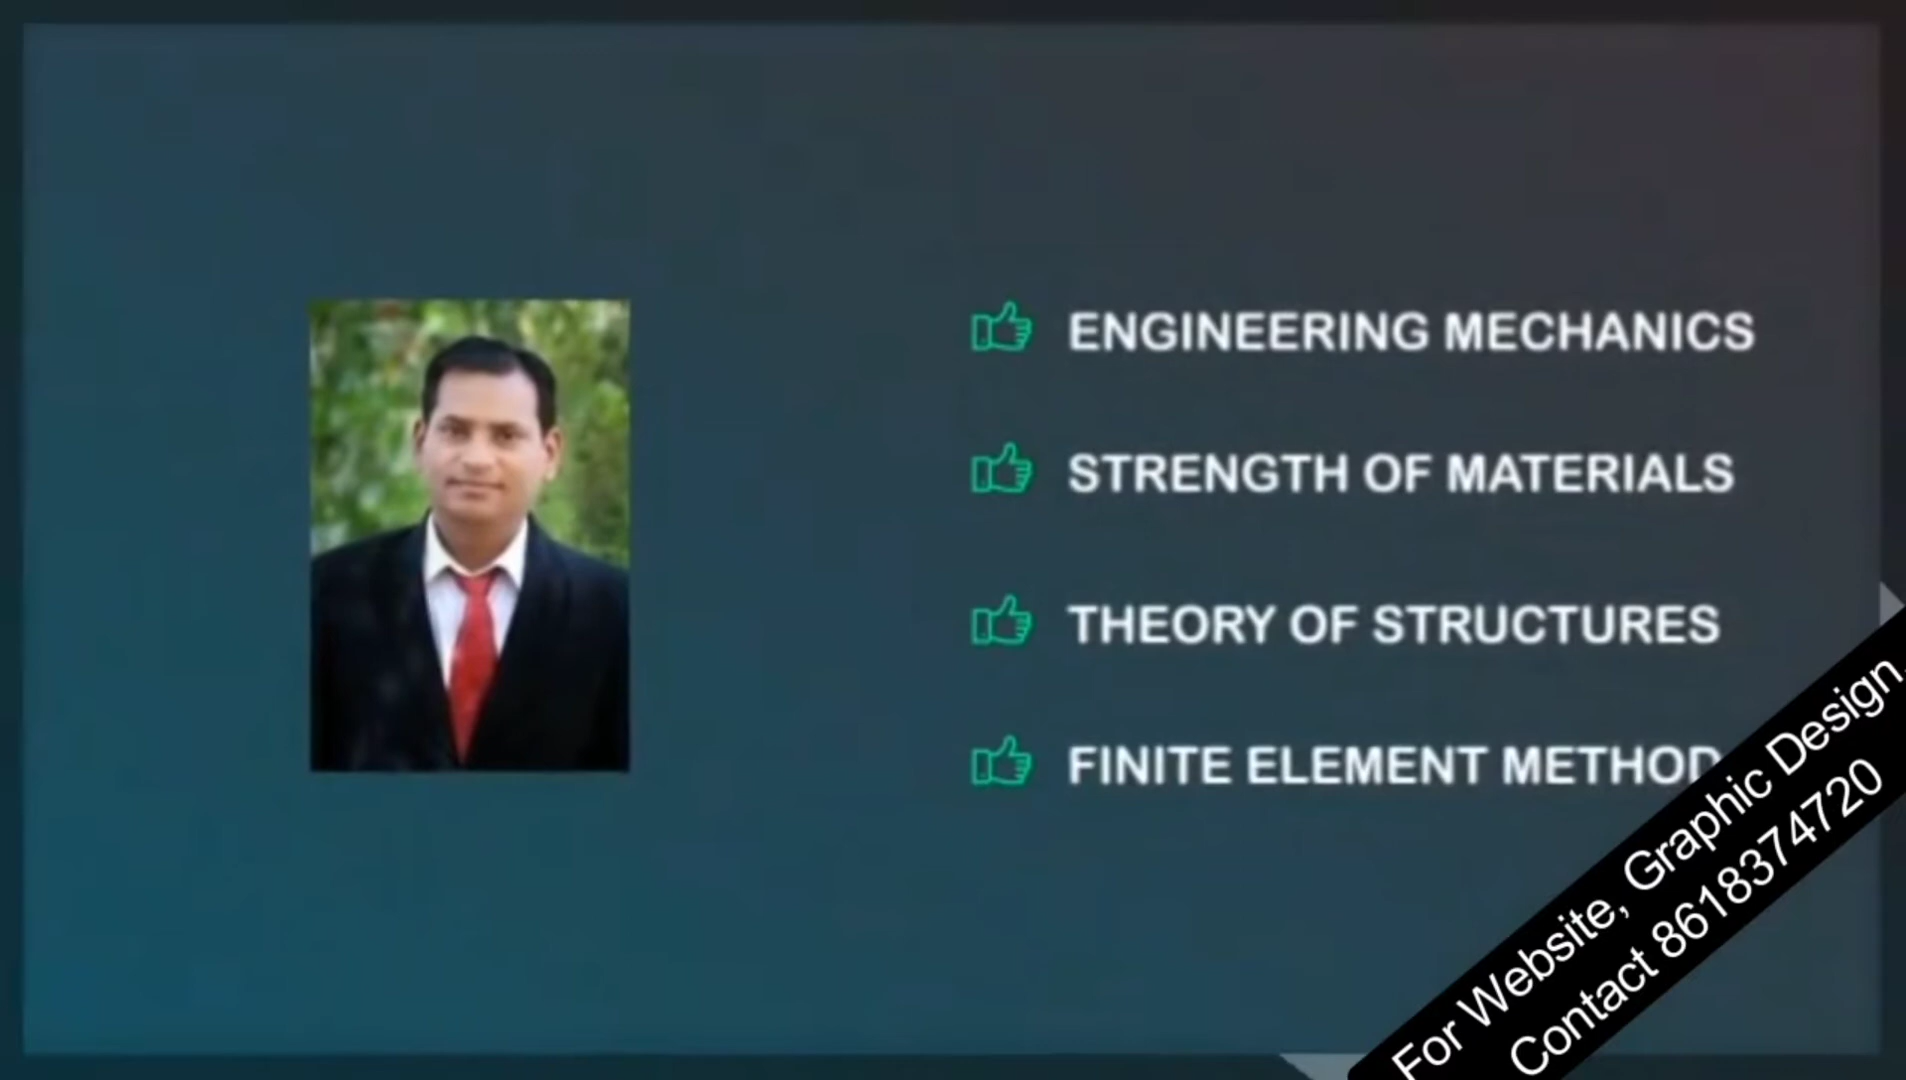 ENGINEERING MECHANICS
STRENGTH OF MATERIALS
THEORY OF STRUCTURES
FINITE ELEMENT METHOD
For Website, Graphic Design,
Contact 8618374720